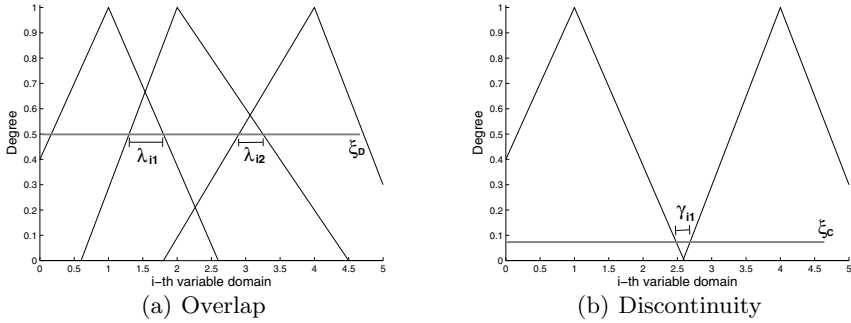 1
0.9
0.8
0.7
0.6
0.5
0.4
0.3
0.2
0.1
0
Degree
λi1
λi2
ξD
0 0.5 1 1.5 2 2.5 3 3.5 4 4.5 5
i−th variable domain
(a) Overlap
1
0.9
0.8
0.7
0.6
0.5
0.4
0.3
0.2
0.1
0
Degree
γi1
ξC
0 0.5 1 1.5 2 2.5 3 3.5 4 4.5 5
i−th variable domain
(b) Discontinuity